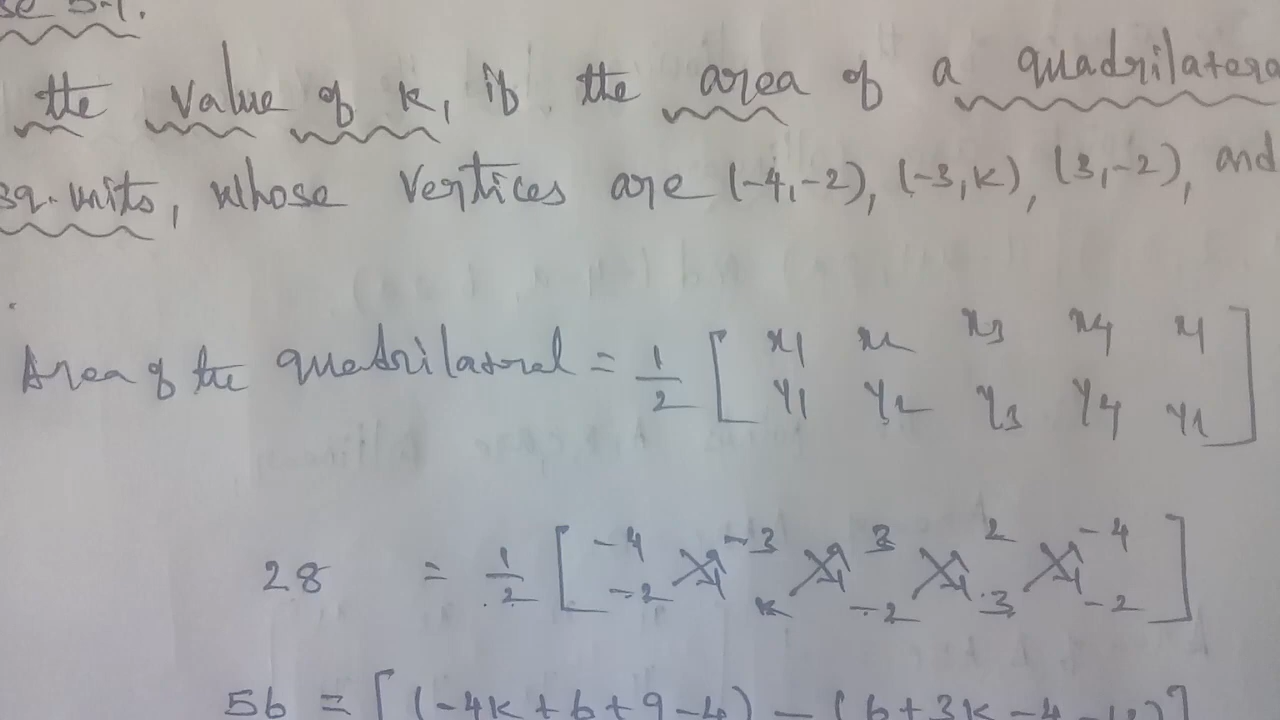 the value of k, if the area of a quadrilatera
sq. units, whose vertices are (-4,-2), (-3,k), (3,-2), and
Area of the quadrilateral = 1/2 [ x1 x2 x3 x4 x1
y1 y2 y3 y4 y1 ]
28 = 1/2 [ -4 -3 3 2 -4
-2 k -2 3 -2 ]
56 = [ (-4k+6+9-4) - (6+3k-4-12) ]